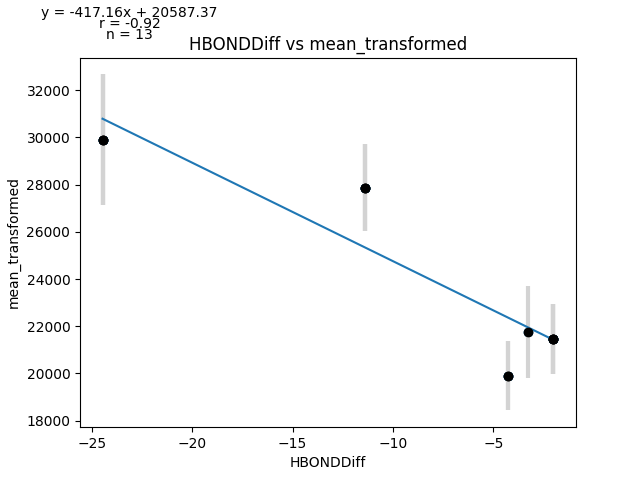 y = -417.16x + 20587.37
r = -0.92
n = 13
HBONDDiff vs mean_transformed
mean_transformed
32000
30000
28000
26000
24000
22000
20000
18000
−25
−20
−15
−10
−5
HBONDDiff